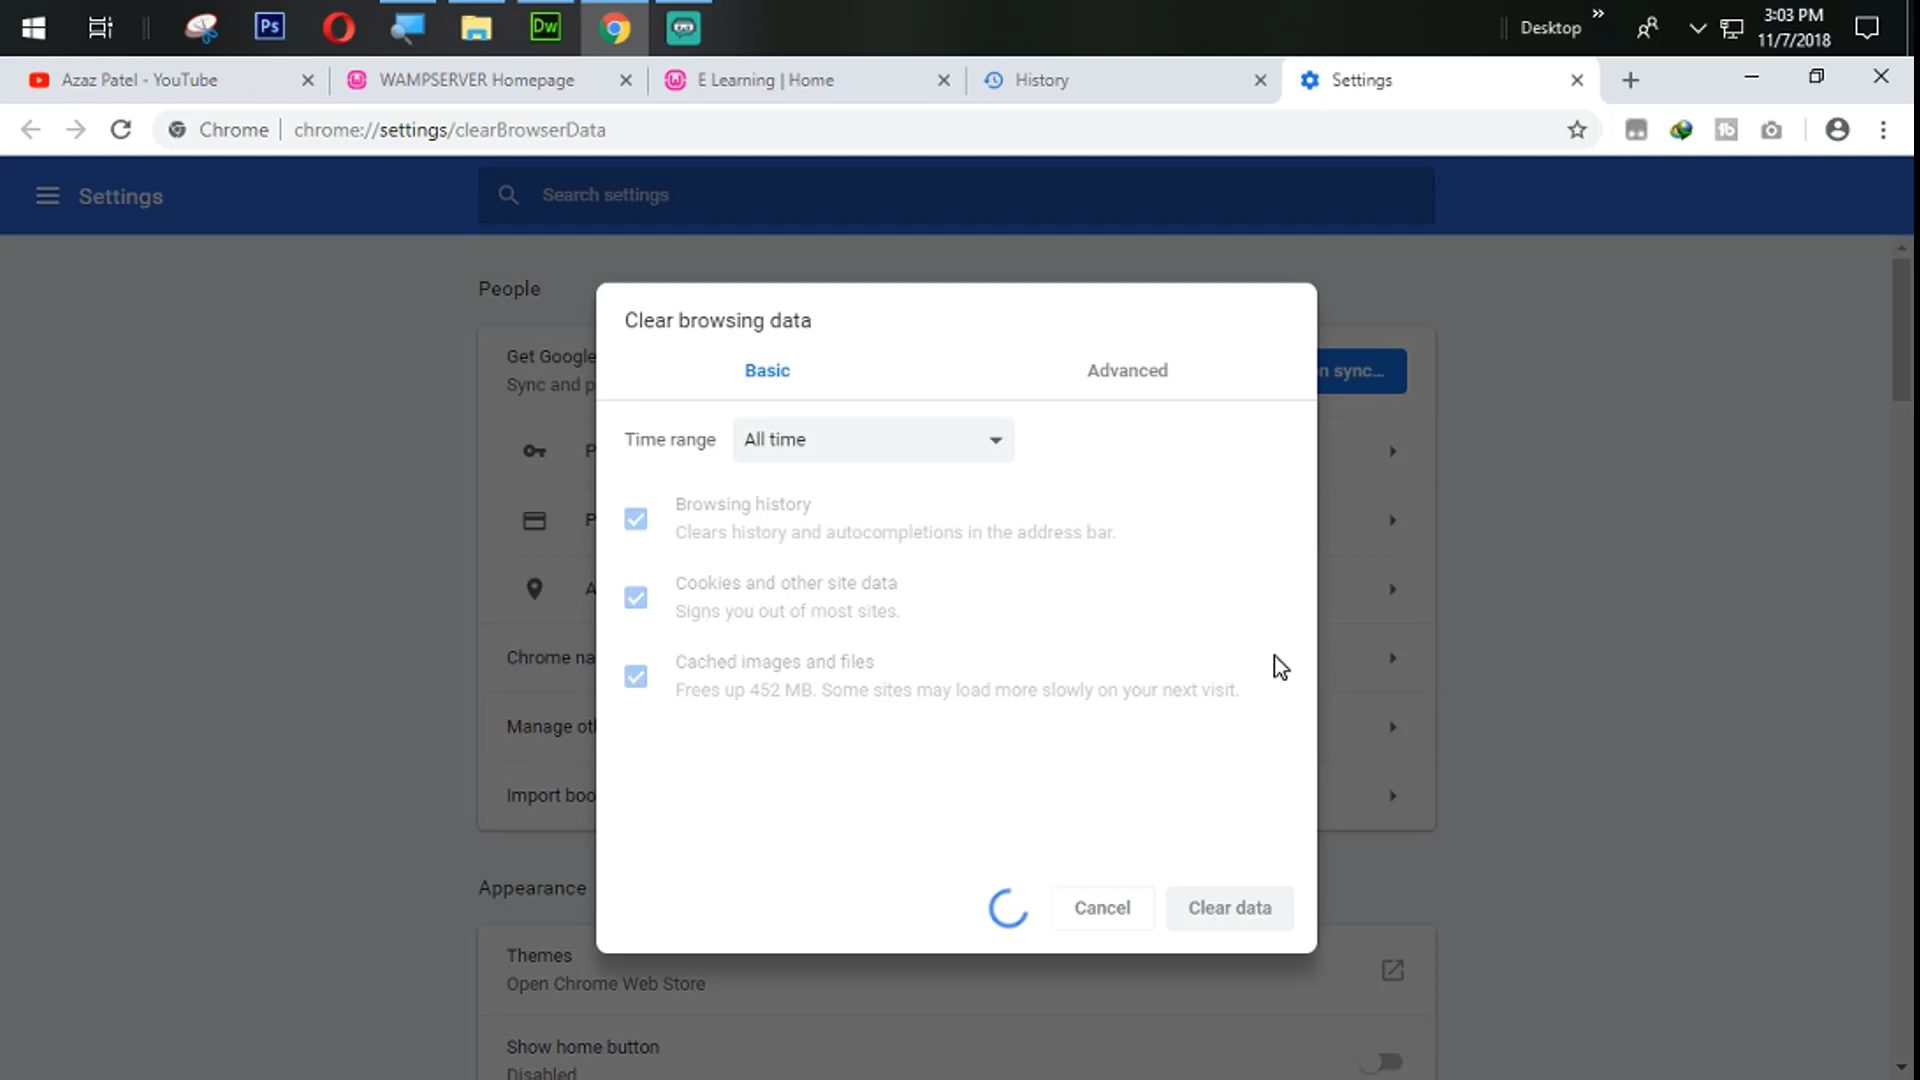 Ps
Dw
Desktop
3:03 PM
11/7/2018
Azaz Patel - YouTube
WAMPSERVER Homepage
E Learning | Home
History
Settings
Chrome
chrome://settings/clearBrowserData
Settings
Search settings
People
Get Google
Sync and p
n sync...
P
P
A
Chrome na
Manage ot
Import boo
Clear browsing data
Basic
Advanced
Time range
All time
Browsing history
Clears history and autocompletions in the address bar.
Cookies and other site data
Signs you out of most sites.
Cached images and files
Frees up 452 MB. Some sites may load more slowly on your next visit.
Cancel
Clear data
Appearance
Themes
Open Chrome Web Store
Show home button
Disabled